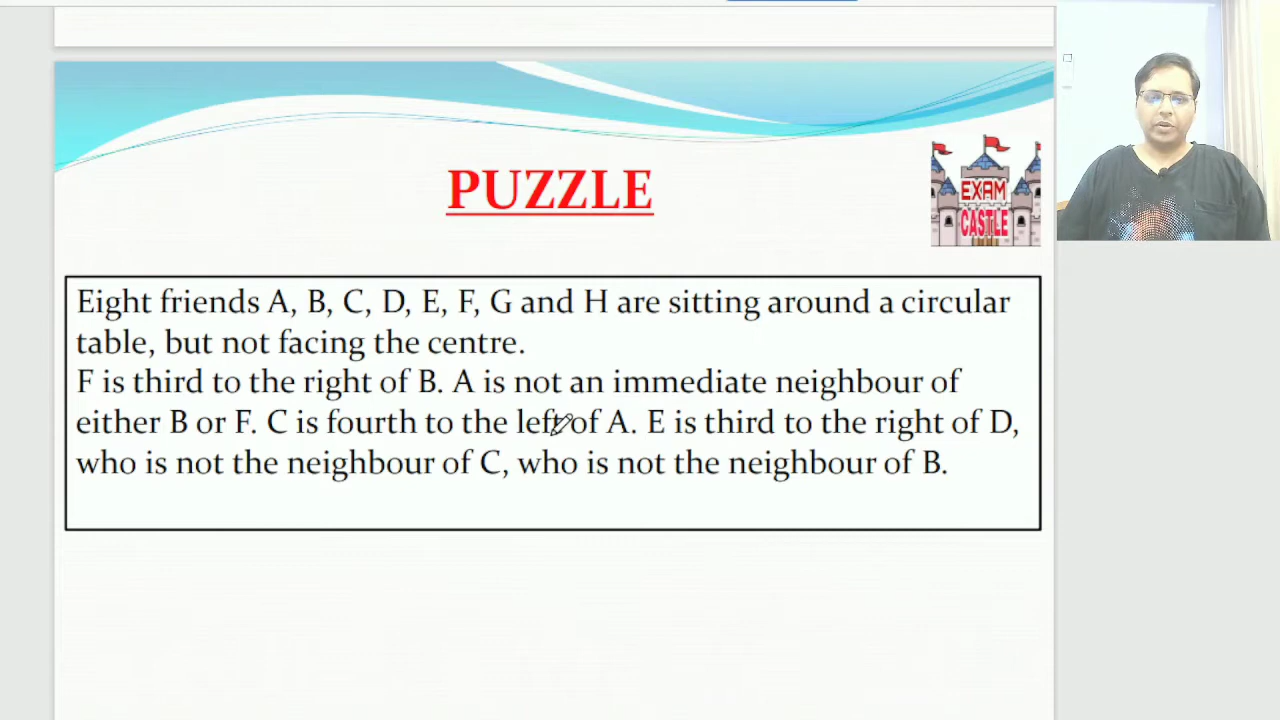 PUZZLE
EXAM
CASTLE
Eight friends A, B, C, D, E, F, G and H are sitting around a circular
table, but not facing the centre.
F is third to the right of B. A is not an immediate neighbour of
either B or F. C is fourth to the left of A. E is third to the right of D,
who is not the neighbour of C, who is not the neighbour of B.